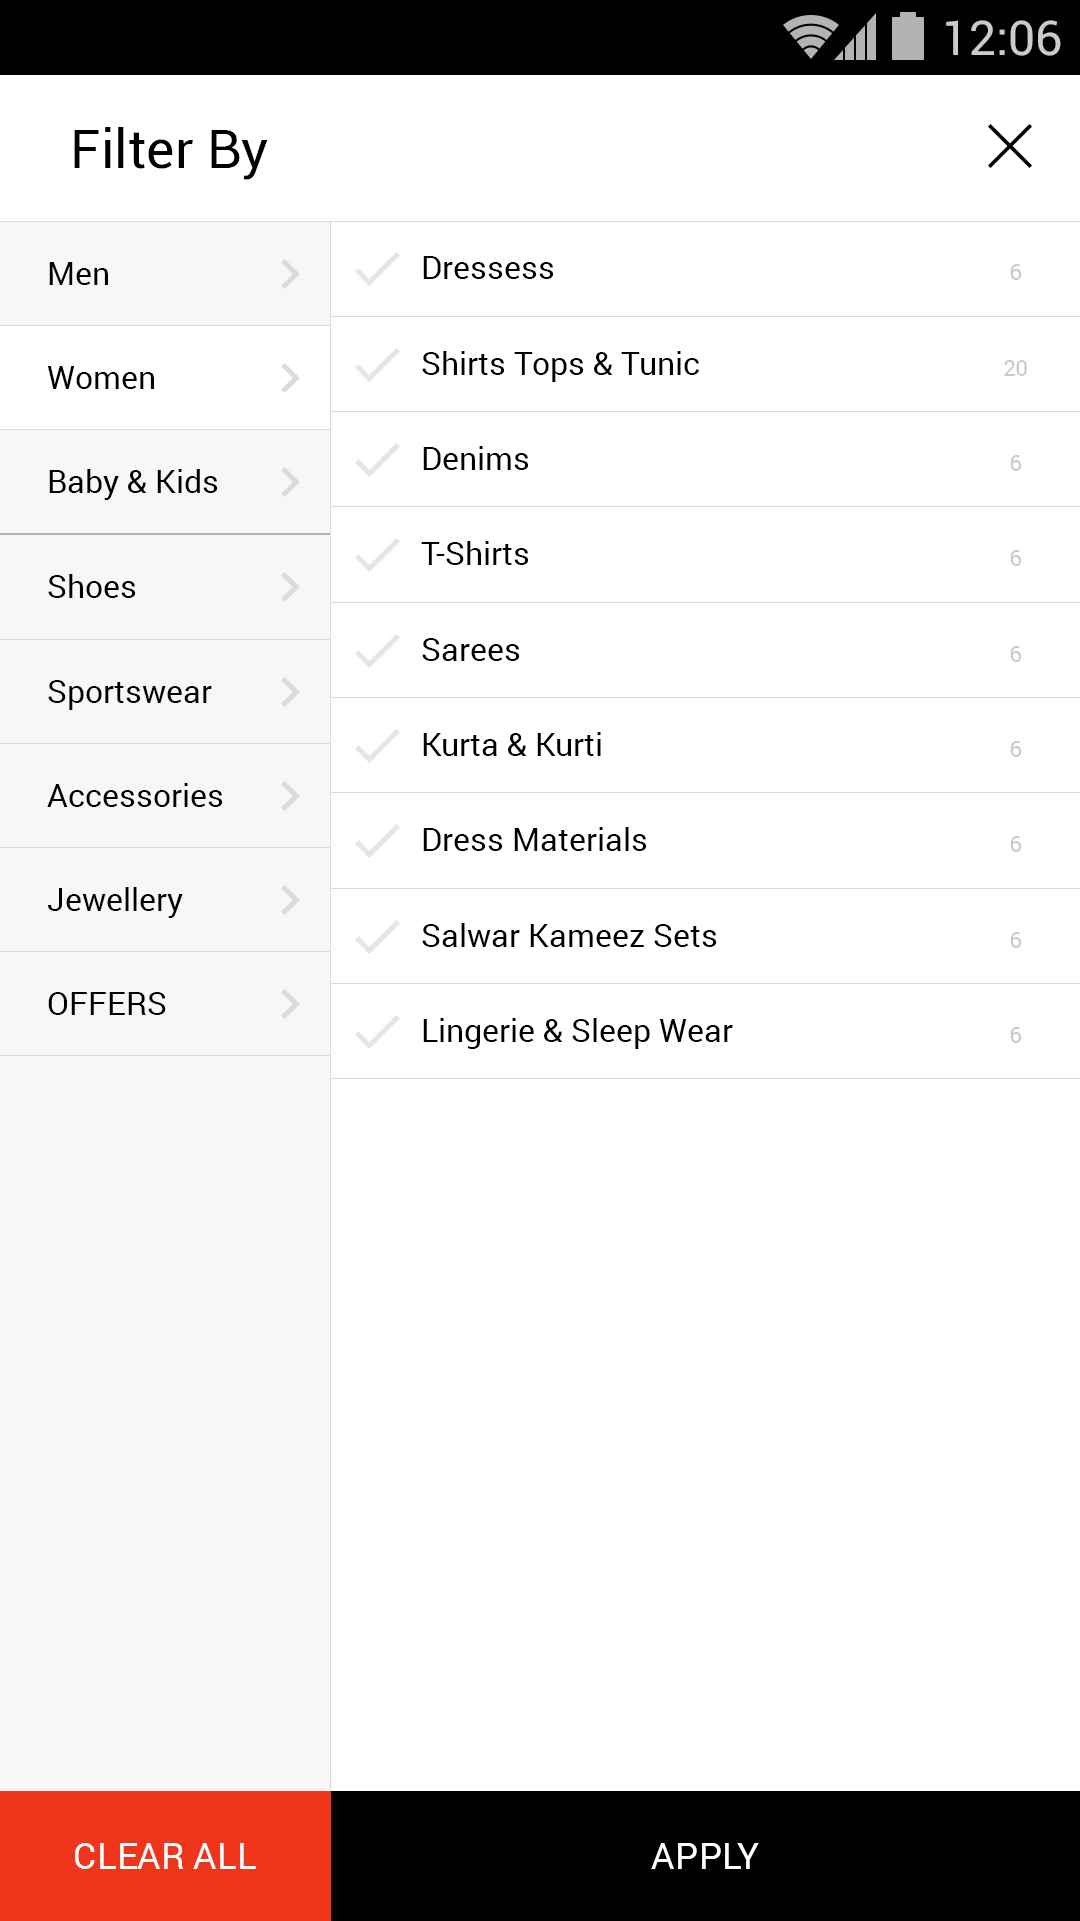 12:06
Filter By
Men
Women
Baby & Kids
Shoes
Sportswear
Accessories
Jewellery
OFFERS
Dressess 6
Shirts Tops & Tunic 20
Denims 6
T-Shirts 6
Sarees 6
Kurta & Kurti 6
Dress Materials 6
Salwar Kameez Sets 6
Lingerie & Sleep Wear 6
CLEAR ALL
APPLY